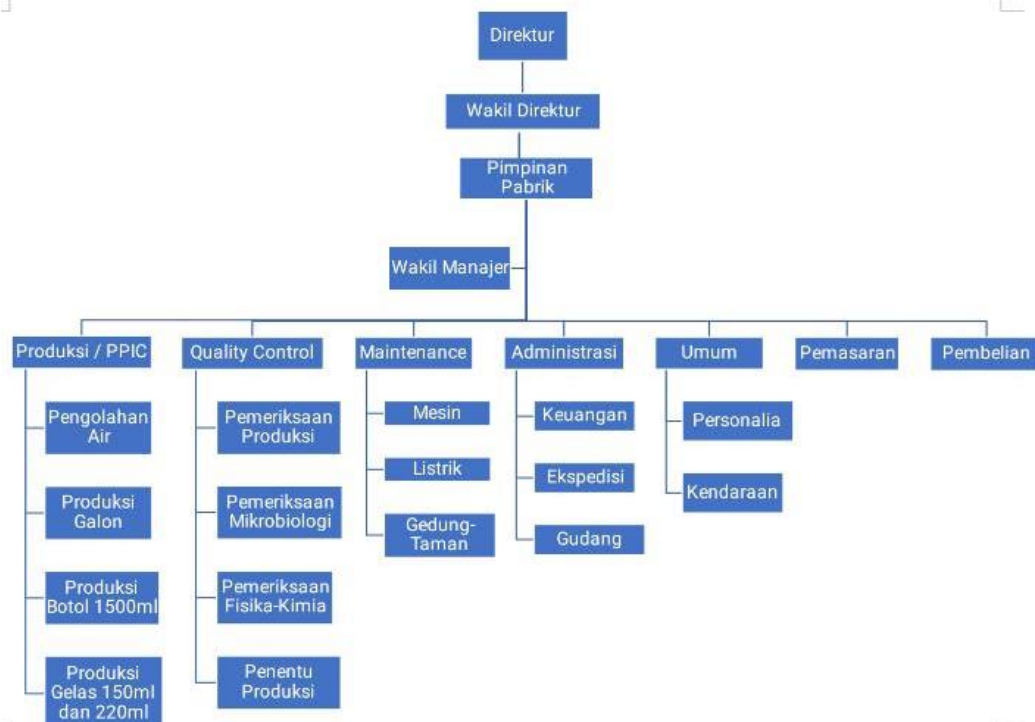 Direktur
Wakil Direktur
Pimpinan
Pabrik
Wakil Manajer
Produksi / PPIC
Quality Control
Maintenance
Administrasi
Umum
Pemasaran
Pembelian
Pengolahan
Air
Produksi
Galon
Produksi
Botol 1500ml
Produksi
Gelas 150ml
dan 220ml
Pemeriksaan
Produksi
Pemeriksaan
Mikrobiologi
Pemeriksaan
Fisika-Kimia
Penentu
Produksi
Mesin
Listrik
Gedung-
Taman
Keuangan
Ekspedisi
Gudang
Personalia
Kendaraan